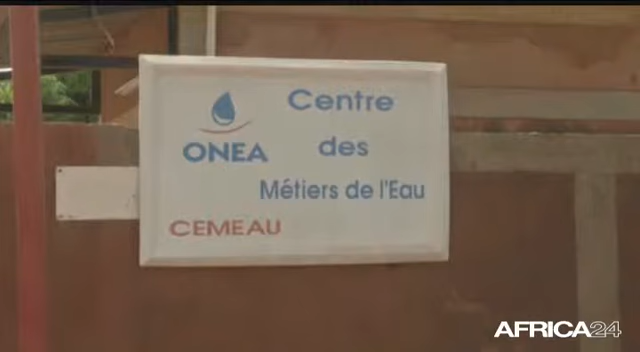 Centre
ONEA
des
Métiers de l'Eau
CEMEAU
AFRICA24